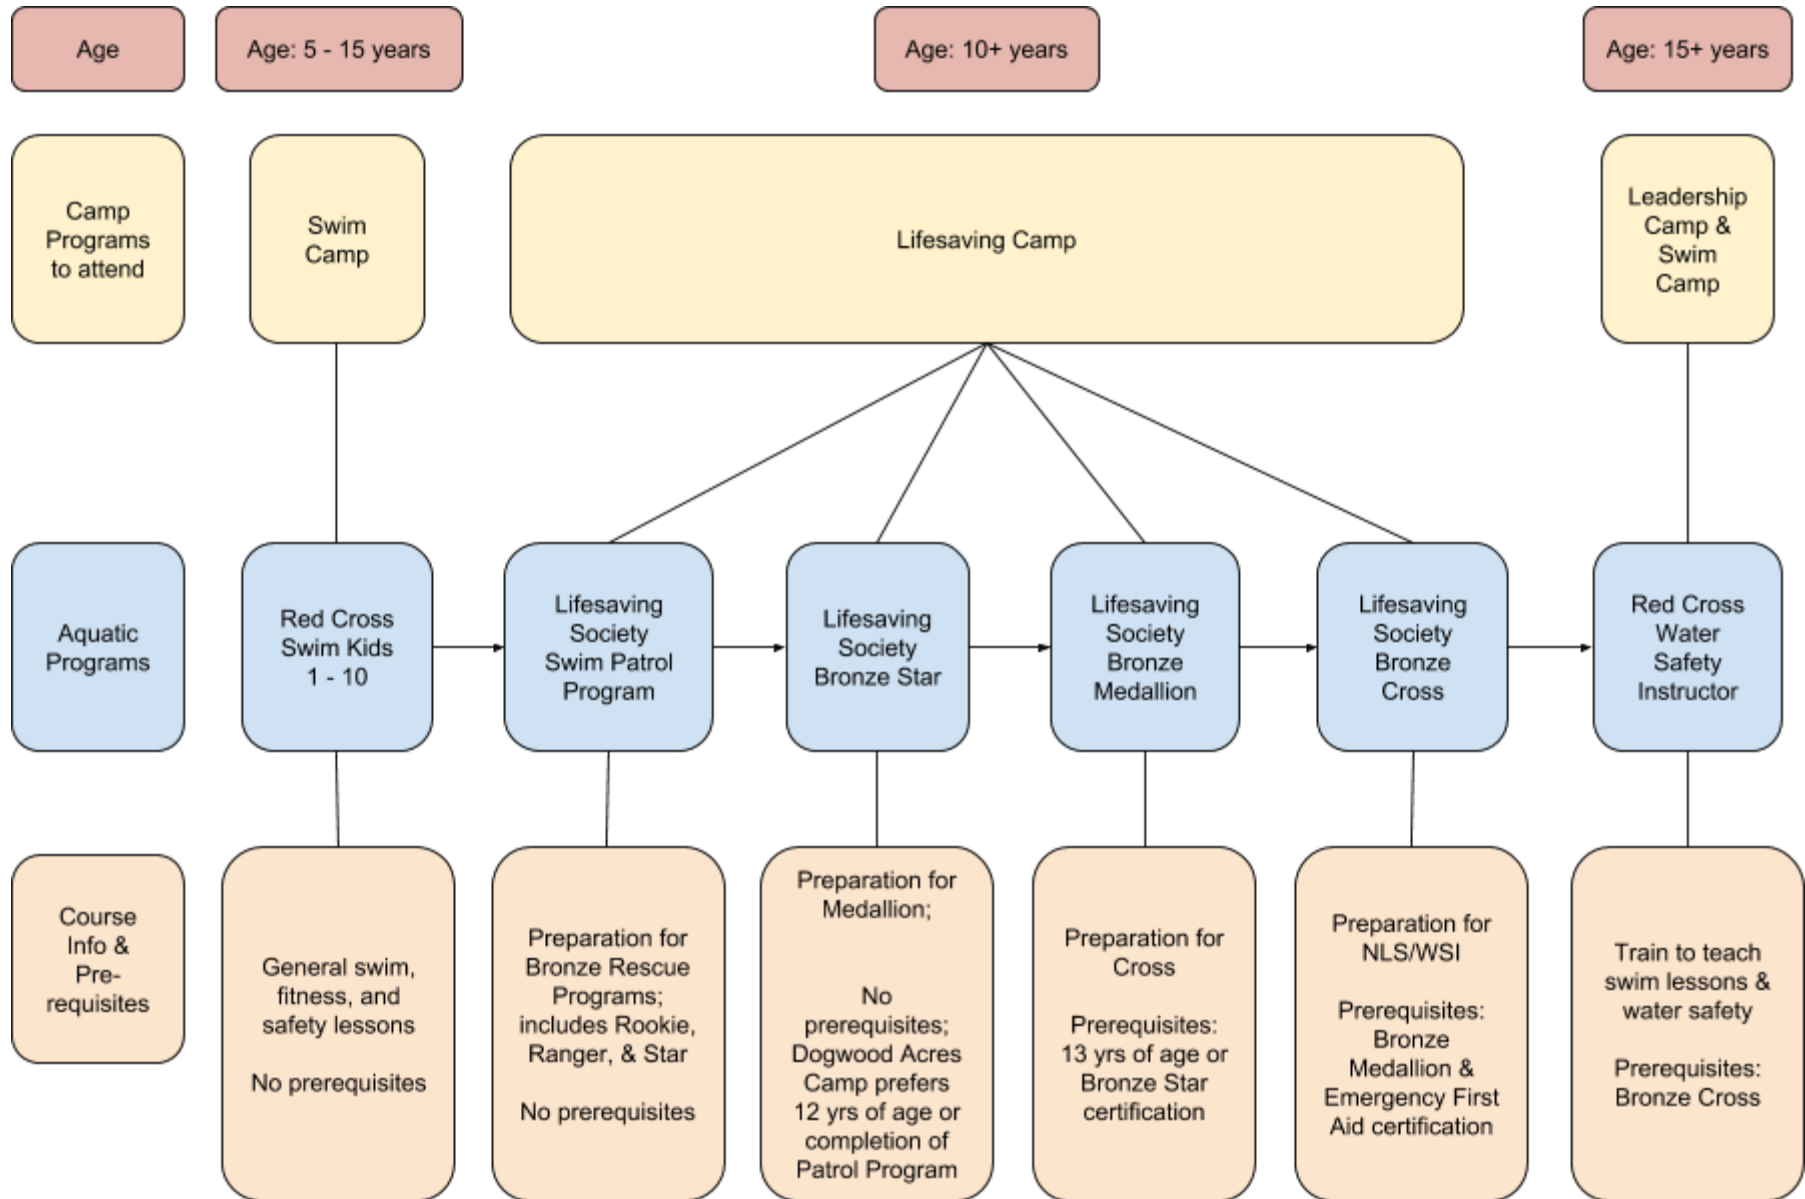 Age
Age: 5 - 15 years
Age: 10+ years
Age: 15+ years
Camp
Programs
to attend
Swim
Camp
Lifesaving Camp
Leadership
Camp &
Swim
Camp
Aquatic
Programs
Red Cross
Swim Kids
1 - 10
Lifesaving
Society
Swim Patrol
Program
Lifesaving
Society
Bronze Star
Lifesaving
Society
Bronze
Medallion
Lifesaving
Society
Bronze
Cross
Red Cross
Water
Safety
Instructor
Course
Info &
Pre-
requisites
General swim,
fitness, and
safety lessons
No prerequisites
Preparation for
Bronze Rescue
Programs;
includes Rookie,
Ranger, & Star
No prerequisites
Preparation for
Medallion;
No
prerequisites;
Dogwood Acres
Camp prefers
12 yrs of age or
completion of
Patrol Program
Preparation for
Cross
Prerequisites:
13 yrs of age or
Bronze Star
certification
Preparation for
NLS/WSI
Prerequisites:
Bronze
Medallion &
Emergency First
Aid certification
Train to teach
swim lessons &
water safety
Prerequisites:
Bronze Cross